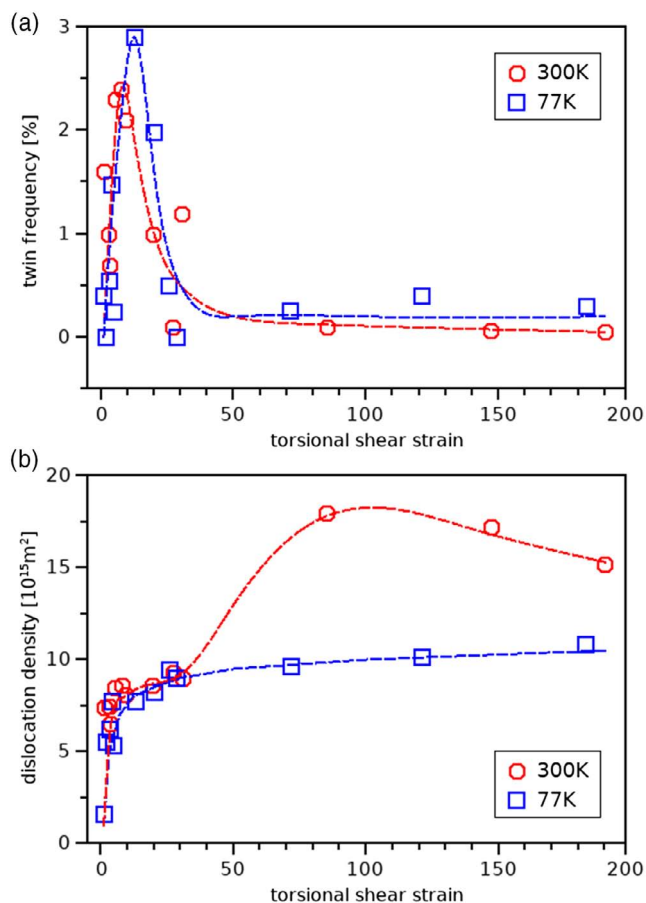 (a)
3
2
1
0
twin frequency [%]
300K
77K
0 50 100 150 200
torsional shear strain
(b)
20
15
10
5
0
dislocation density [10¹⁵m²]
300K
77K
0 50 100 150 200
torsional shear strain